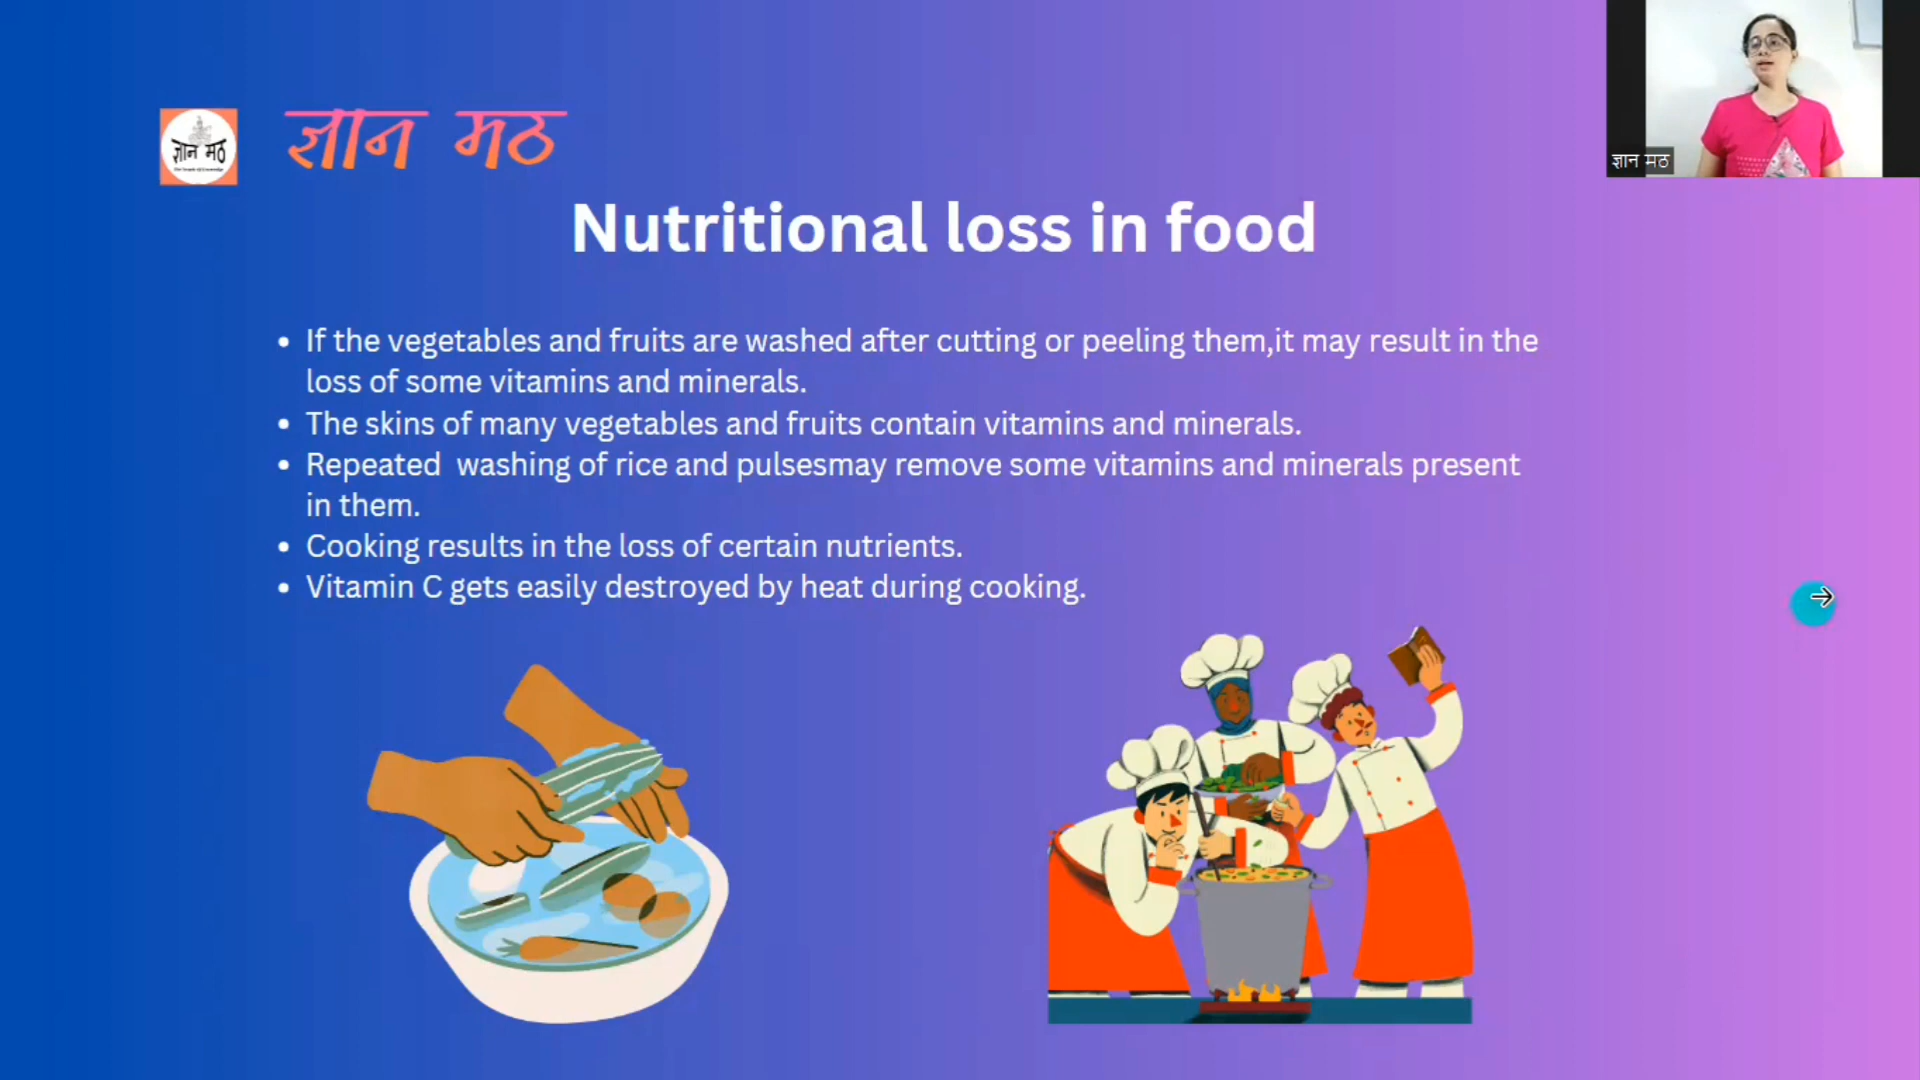 ज्ञान मठ
ज्ञान मठ
ज्ञान मठ
Nutritional loss in food
• If the vegetables and fruits are washed after cutting or peeling them,it may result in the
loss of some vitamins and minerals.
• The skins of many vegetables and fruits contain vitamins and minerals.
• Repeated  washing of rice and pulsesmay remove some vitamins and minerals present
in them.
• Cooking results in the loss of certain nutrients.
• Vitamin C gets easily destroyed by heat during cooking.